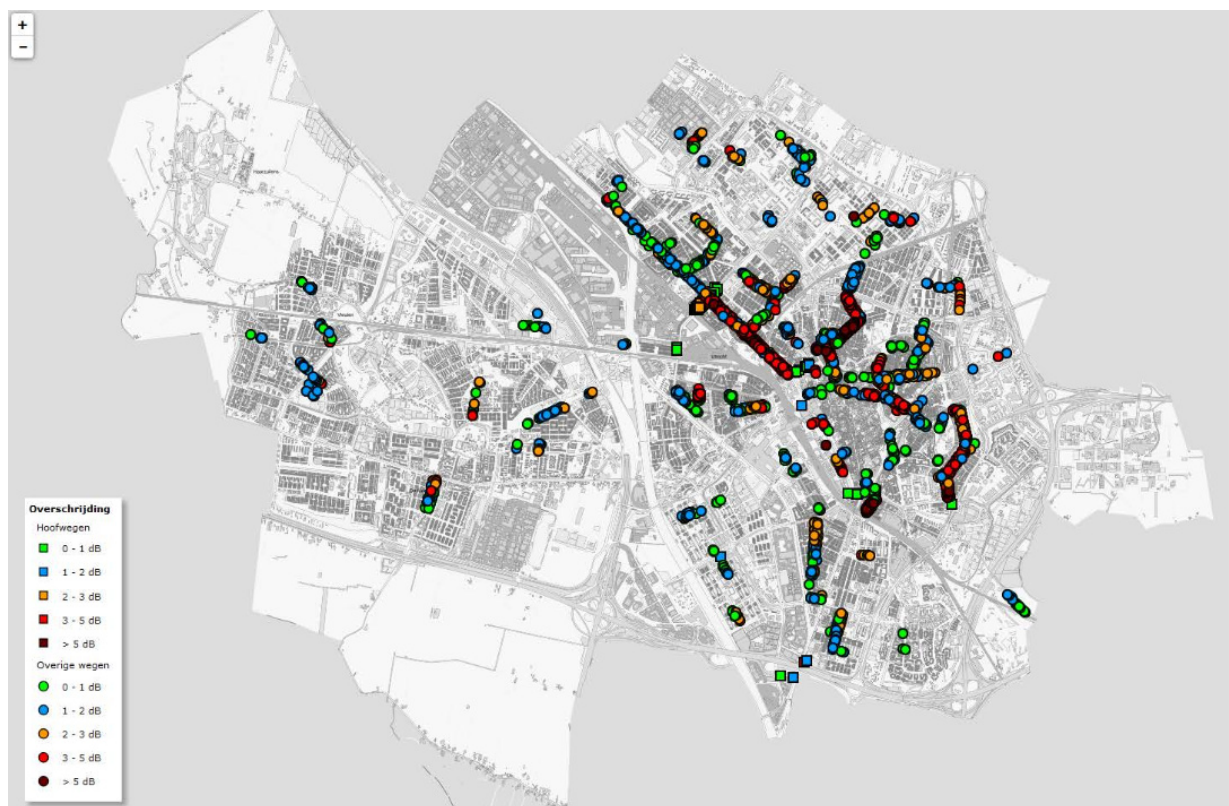 +
−
Overschrijding
Hoofwegen
0 - 1 dB
1 - 2 dB
2 - 3 dB
3 - 5 dB
> 5 dB
Overige wegen
0 - 1 dB
1 - 2 dB
2 - 3 dB
3 - 5 dB
> 5 dB